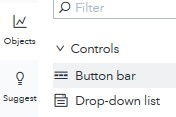 Filter
Objects
Controls
Button bar
Suggest
Drop-down list